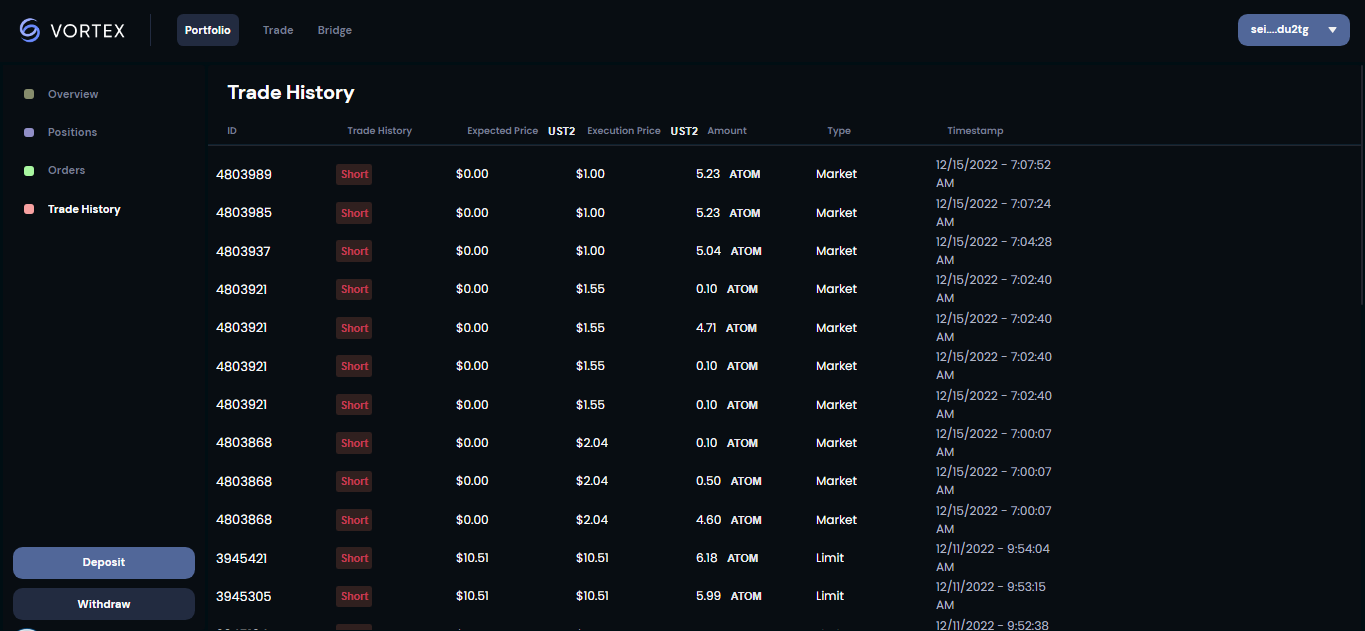 VORTEX Portfolio Trade Bridge sei....du2tg
Overview
Positions
Orders
Trade History
Deposit
Withdraw
Trade History
ID Trade History Expected Price UST2 Execution Price UST2 Amount Type Timestamp
4803989 Short $0.00 $1.00 5.23 ATOM Market 12/15/2022 - 7:07:52
AM
4803985 Short $0.00 $1.00 5.23 ATOM Market 12/15/2022 - 7:07:24
AM
4803937 Short $0.00 $1.00 5.04 ATOM Market 12/15/2022 - 7:04:28
AM
4803921 Short $0.00 $1.55 0.10 ATOM Market 12/15/2022 - 7:02:40
AM
4803921 Short $0.00 $1.55 4.71 ATOM Market 12/15/2022 - 7:02:40
AM
4803921 Short $0.00 $1.55 0.10 ATOM Market 12/15/2022 - 7:02:40
AM
4803921 Short $0.00 $1.55 0.10 ATOM Market 12/15/2022 - 7:02:40
AM
4803868 Short $0.00 $2.04 0.10 ATOM Market 12/15/2022 - 7:00:07
AM
4803868 Short $0.00 $2.04 0.50 ATOM Market 12/15/2022 - 7:00:07
AM
4803868 Short $0.00 $2.04 4.60 ATOM Market 12/15/2022 - 7:00:07
AM
3945421 Short $10.51 $10.51 6.18 ATOM Limit 12/11/2022 - 9:54:04
AM
3945305 Short $10.51 $10.51 5.99 ATOM Limit 12/11/2022 - 9:53:15
AM
12/11/2022 - 9:52:38